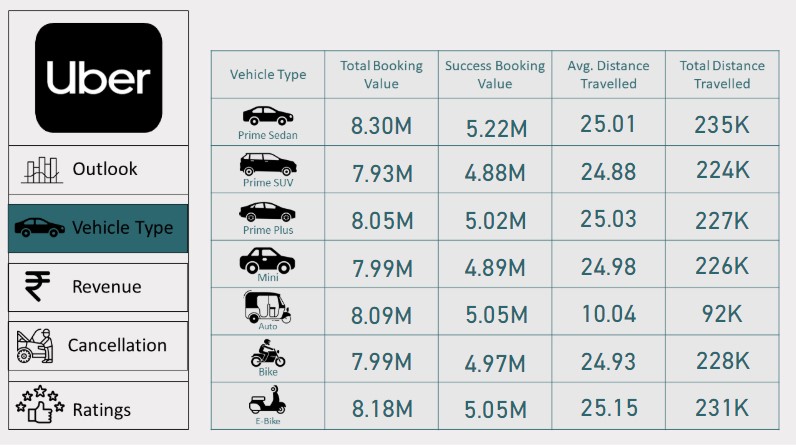 Uber
Outlook
Vehicle Type
₹ Revenue
Cancellation
Ratings
Vehicle Type
Total Booking
Value
Success Booking
Value
Avg. Distance
Travelled
Total Distance
Travelled
Prime Sedan
8.30M
5.22M
25.01
235K
Prime SUV
7.93M
4.88M
24.88
224K
Prime Plus
8.05M
5.02M
25.03
227K
Mini
7.99M
4.89M
24.98
226K
Auto
8.09M
5.05M
10.04
92K
Bike
7.99M
4.97M
24.93
228K
E-Bike
8.18M
5.05M
25.15
231K